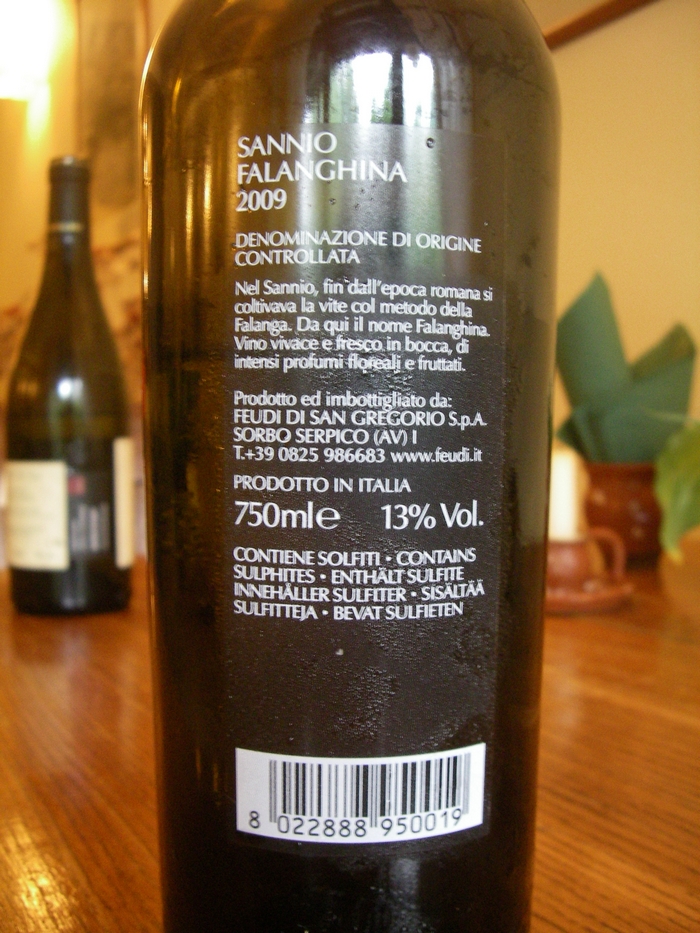 SANNIO
FALANGHINA
2009
DENOMINAZIONE DI ORIGINE
CONTROLLATA
Nel Sannio, fin dall'epoca romana si
coltivava la vite col metodo della
Falanga. Da qui il nome Falanghina.
Vino vivace e fresco in bocca, di
intensi profumi floreali e fruttati.
Prodotto ed imbottigliato da:
FEUDI DI SAN GREGORIO S.p.A.
SORBO SERPICO (AV) I
T.+39 0825 986683 www.feudi.it
PRODOTTO IN ITALIA
750ml e 13% Vol.
CONTIENE SOLFITI • CONTAINS
SULPHITES • ENTHÄLT SULFITE
INNEHÅLLER SULFITER • SISÄLTÄÄ
SULFITTEJA • BEVAT SULFIETEN
8 022888 950019